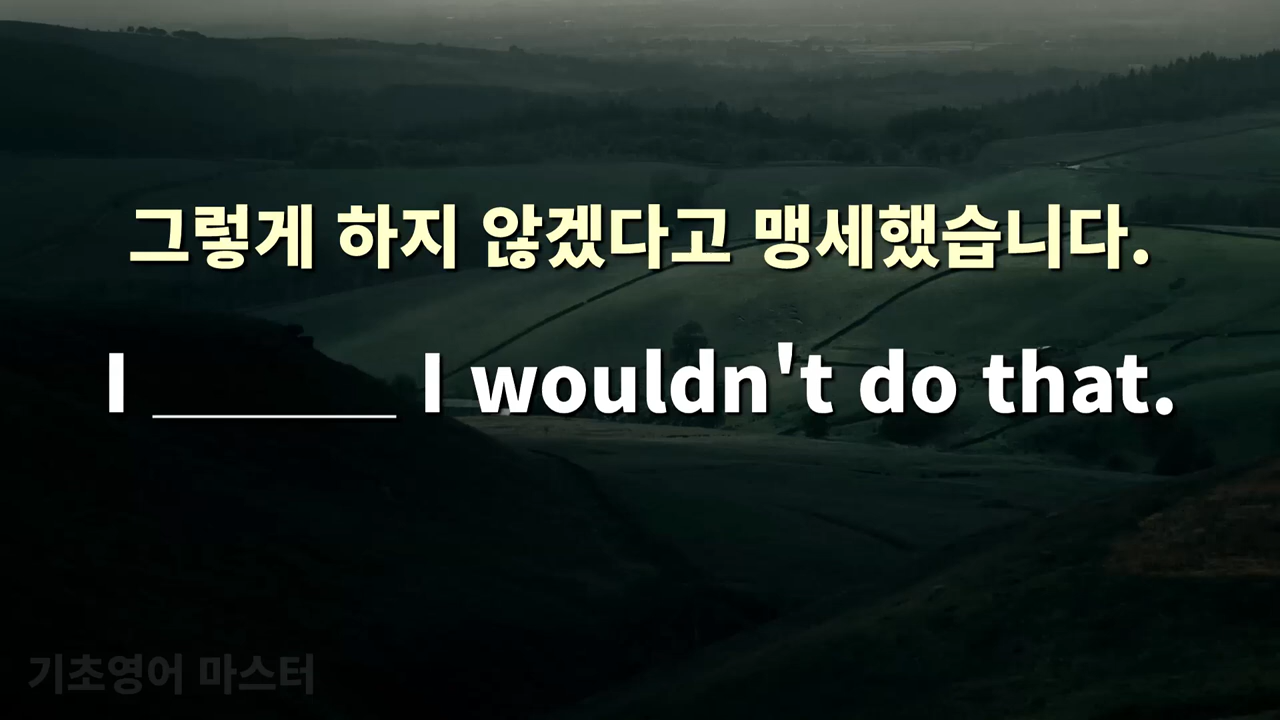 그렇게 하지 않겠다고 맹세했습니다.
I ______ I wouldn't do that.
기초영어 마스터